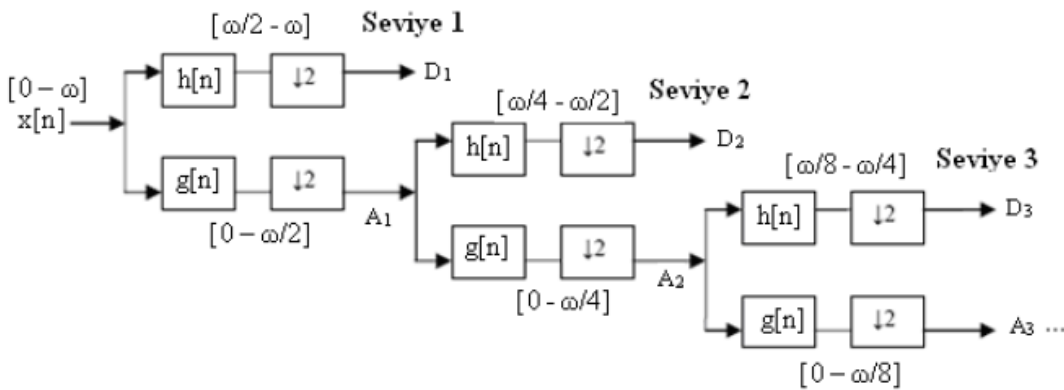 [ω/2 - ω] Seviye 1
h[n] ↓2 D1
[0 – ω]
x[n]
g[n] ↓2 A1
[0 – ω/2]
[ω/4 - ω/2] Seviye 2
h[n] ↓2 D2
g[n] ↓2 A2
[0 - ω/4]
[ω/8 - ω/4] Seviye 3
h[n] ↓2 D3
g[n] ↓2 A3 ...
[0 – ω/8]